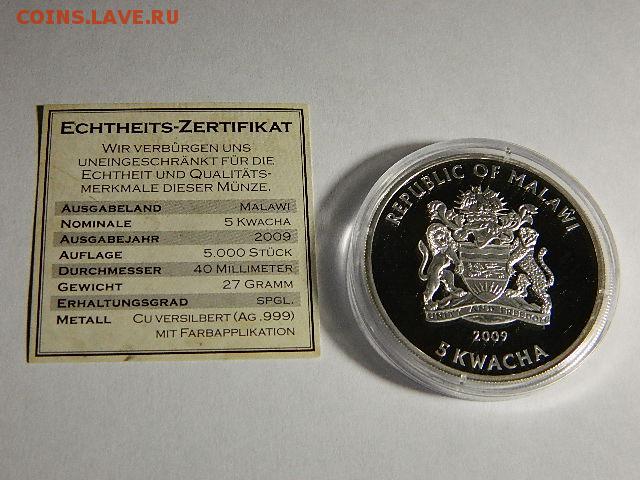 COINS.LAVE.RU
ECHTHEITS-ZERTIFIKAT
WIR VERBÜRGEN UNS
UNEINGESCHRÄNKT FÜR DIE
ECHTHEIT UND QUALITÄTS-
MERKMALE DIESER MÜNZE.
AUSGABELAND MALAWI
NOMINALE 5 KWACHA
AUSGABEJAHR 2009
AUFLAGE 5.000 STÜCK
DURCHMESSER 40 MILLIMETER
GEWICHT 27 GRAMM
ERHALTUNGSGRAD SPGL.
METALL CU VERSILBERT (AG .999)
MIT FARBAPPLIKATION
REPUBLIC OF MALAWI
UNITY AND FREEDOM
2009
5 KWACHA